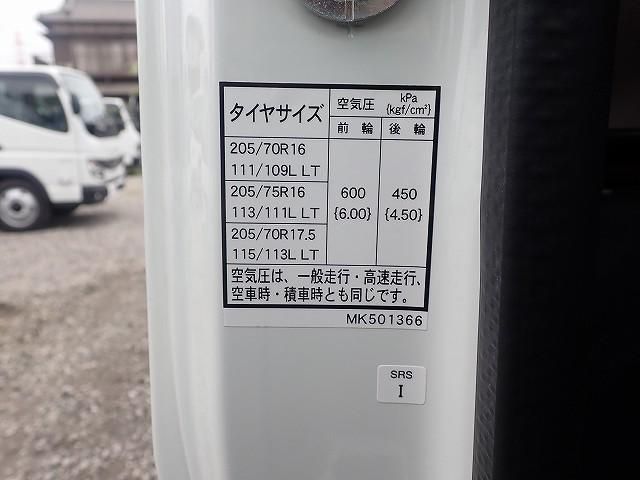 タイヤサイズ 空気圧 kPa {kgf/cm²}
前輪 後輪
205/70R16
111/109L LT
205/75R16
113/111L LT
205/70R17.5
115/113L LT
600 450
{6.00} {4.50}
空気圧は、一般走行・高速走行、
空車時・積車時とも同じです。
MK501366
SRS
I